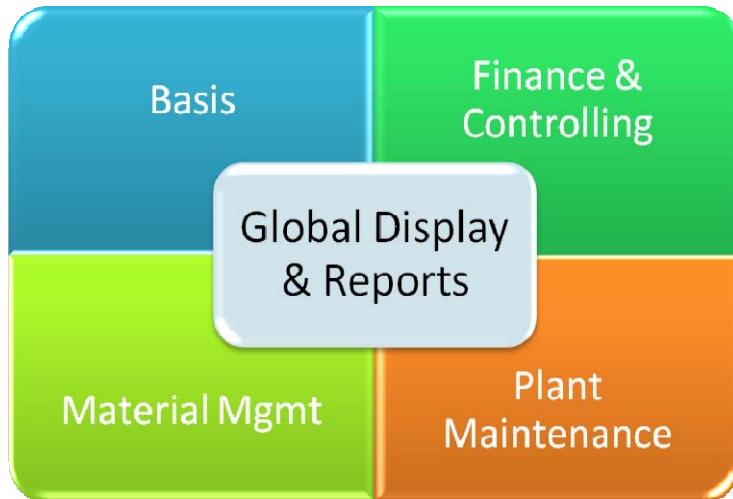 Basis
Finance &
Controlling
Global Display
& Reports
Material Mgmt
Plant
Maintenance